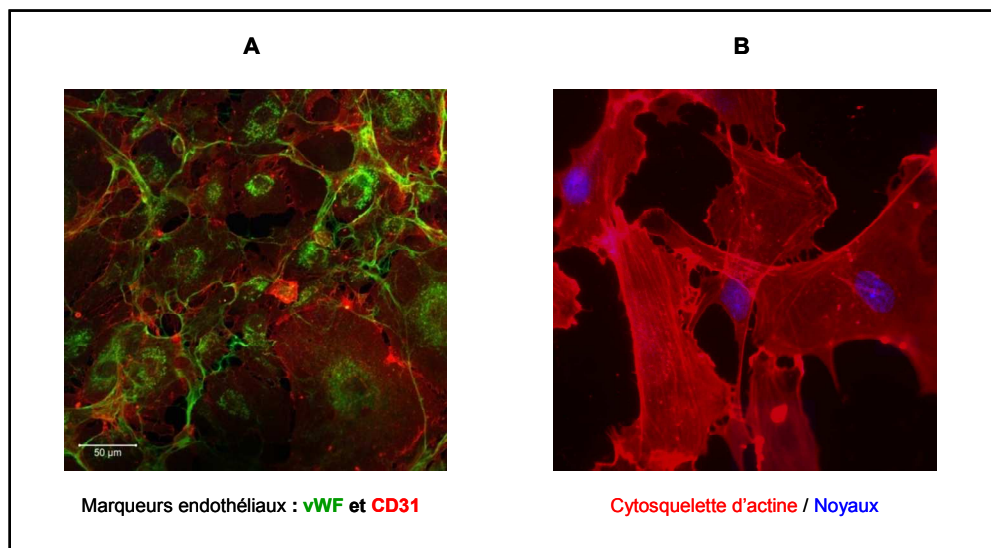 A
B
50 µm
Marqueurs endothéliaux : vWF et CD31
Cytosquelette d’actine / Noyaux